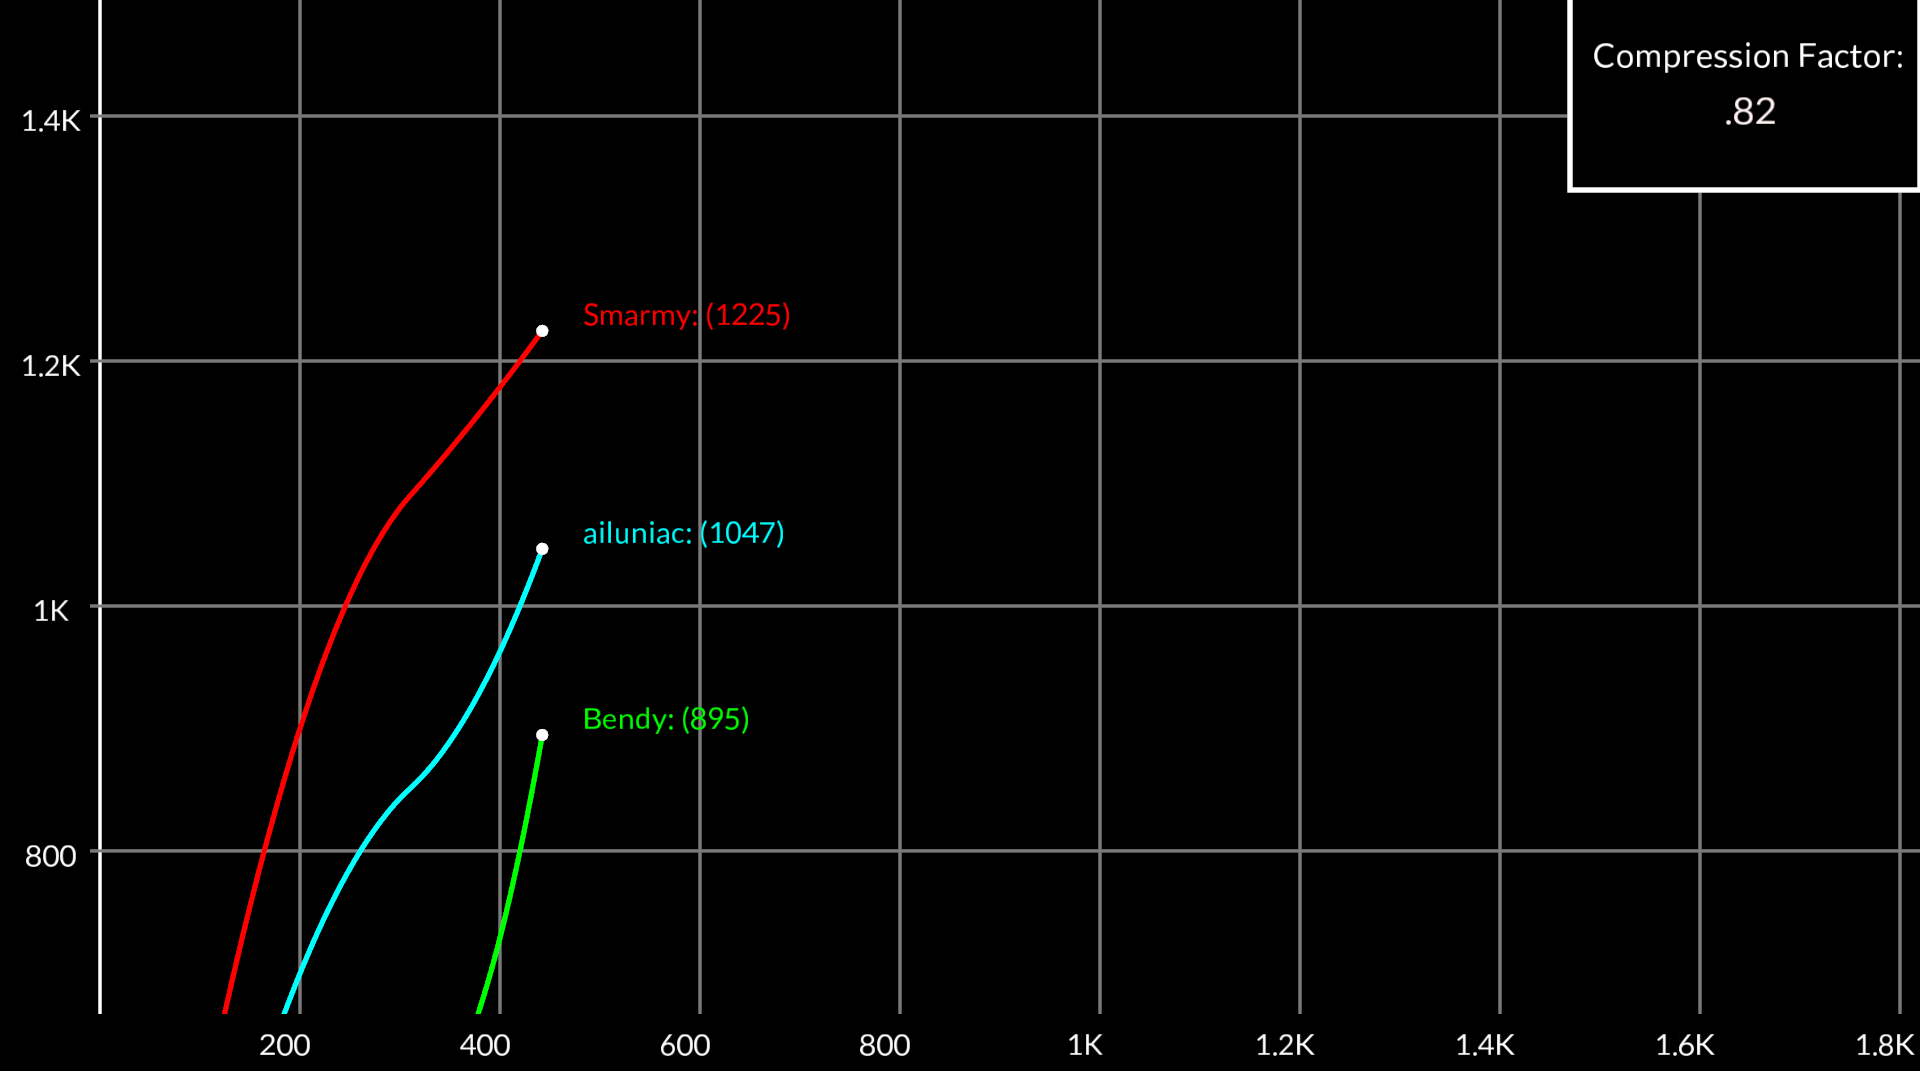 Compression Factor:
.82
1.4K
Smarmy: (1225)
1.2K
ailuniac: (1047)
1K
Bendy: (895)
800
200 400 600 800 1K 1.2K 1.4K 1.6K 1.8K